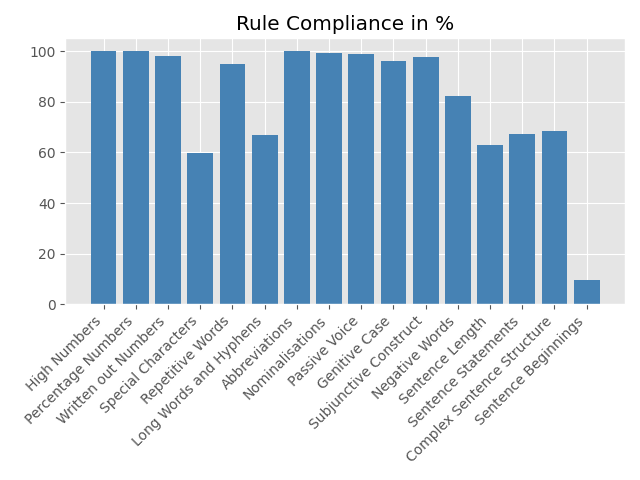 Rule Compliance in %
100
80
60
40
20
0
High Numbers
Percentage Numbers
Written out Numbers
Special Characters
Repetitive Words
Long Words and Hyphens
Abbreviations
Nominalisations
Passive Voice
Genitive Case
Subjunctive Construct
Negative Words
Sentence Length
Sentence Statements
Complex Sentence Structure
Sentence Beginnings